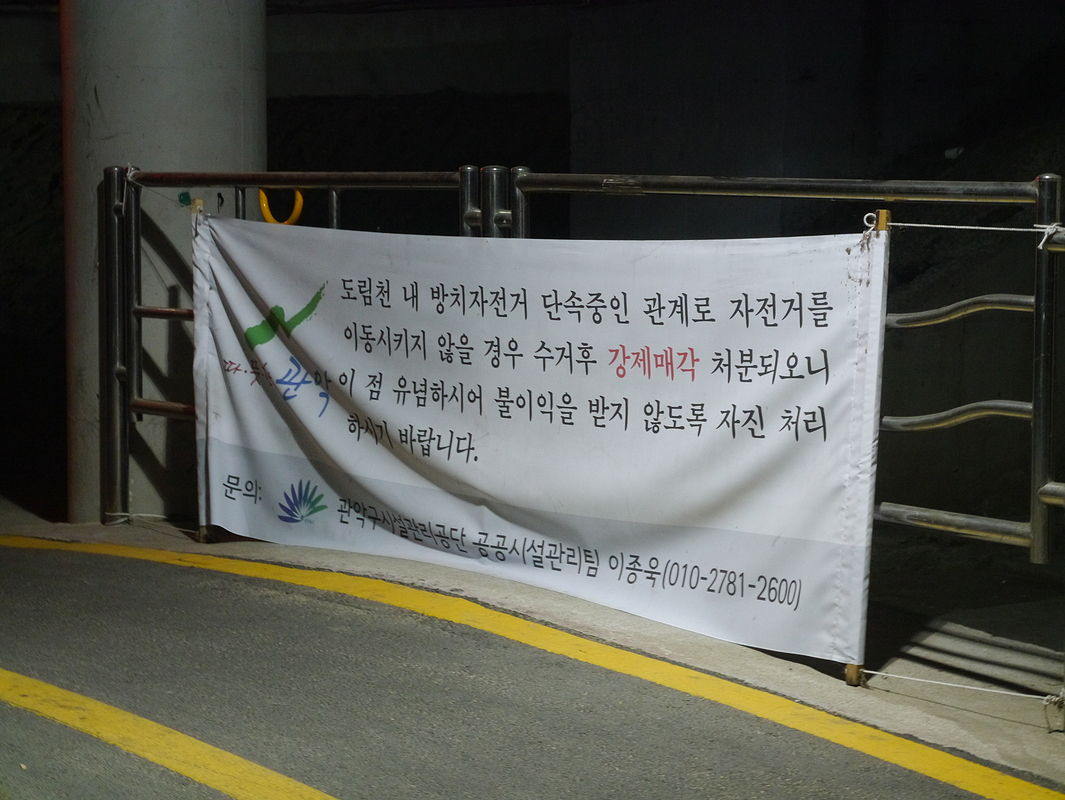 도림천 내 방치자전거 단속중인 관계로 자전거를
이동시키지 않을 경우 수거후 강제매각 처분되오니
관악
이 점 유념하시어 불이익을 받지 않도록 자진 처리
하시기 바랍니다.
문의: 관악구시설관리공단 공공시설관리팀 이종욱(010-2781-2600)